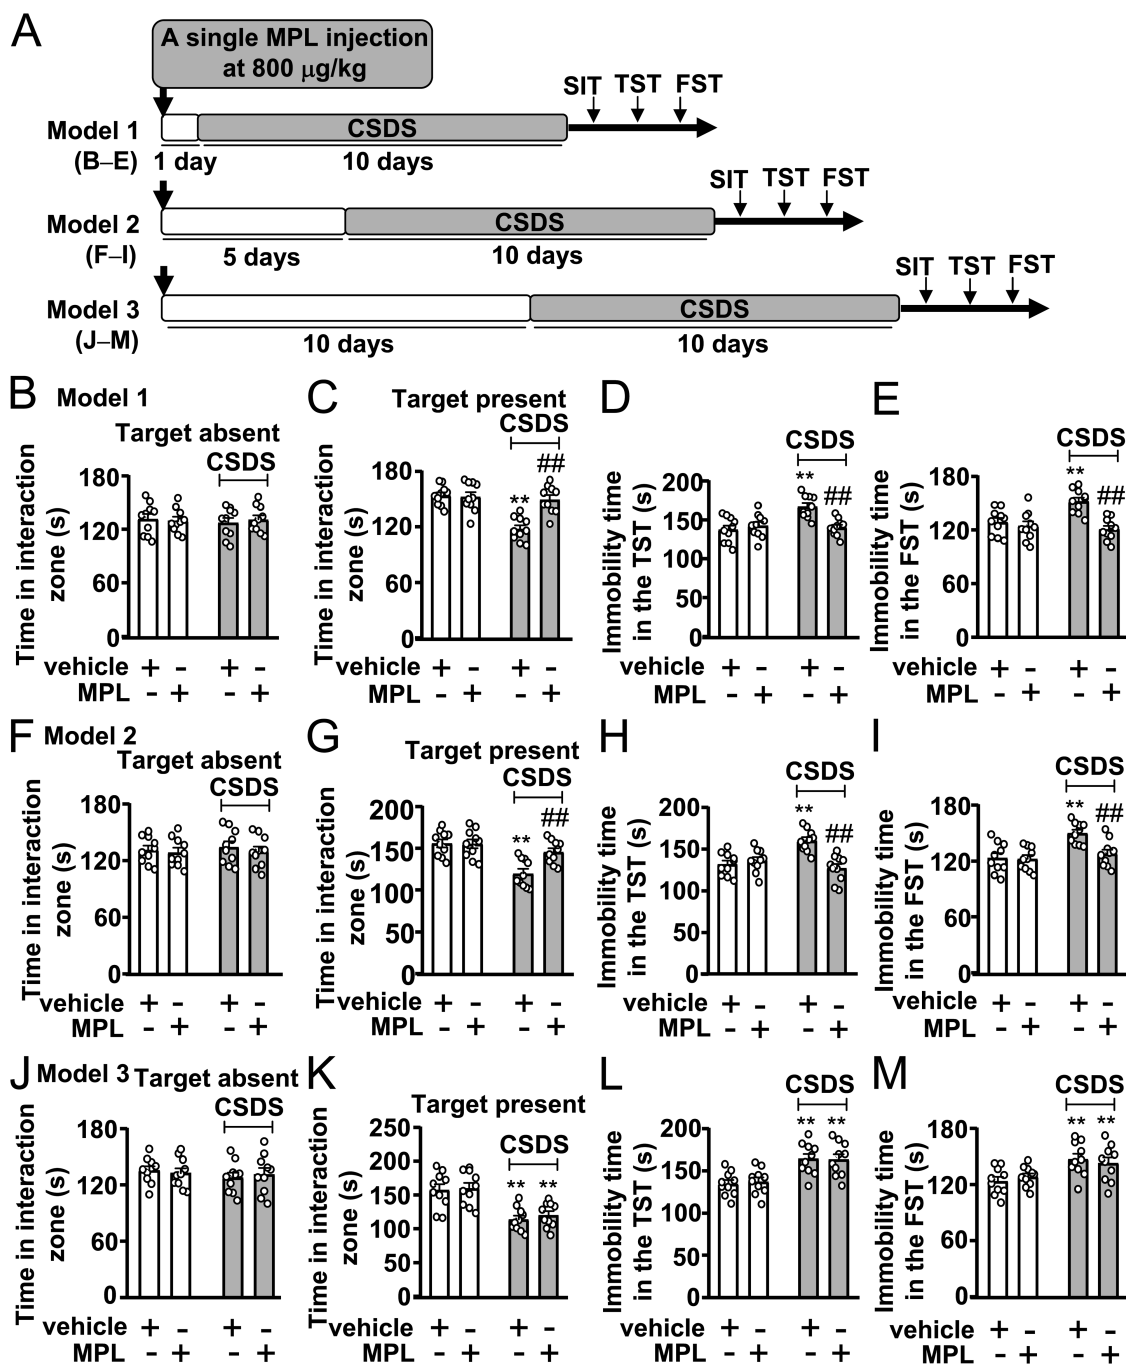 A
A single MPL injection
at 800 μg/kg
SIT TST FST
Model 1
(B–E)
CSDS
1 day 10 days
SIT TST FST
Model 2
(F–I)
CSDS
5 days 10 days
SIT TST FST
Model 3
(J–M)
CSDS
10 days 10 days
B Model 1
Target absent
CSDS
Time in interaction
zone (s)
180
120
60
0
vehicle + - + -
MPL - + - +
C
Target present
CSDS
##
**
Time in interaction
zone (s)
180
120
60
0
vehicle + - + -
MPL - + - +
D
CSDS
** ##
Immobility time
in the TST (s)
200
150
100
50
0
vehicle + - + -
MPL - + - +
E
CSDS
** ##
Immobility time
in the FST (s)
180
120
60
0
vehicle + - + -
MPL - + - +
F Model 2
Target absent
CSDS
Time in interaction
zone (s)
180
120
60
0
vehicle + - + -
MPL - + - +
G
Target present
CSDS
** ##
Time in interaction
zone (s)
200
150
100
50
0
vehicle + - + -
MPL - + - +
H
CSDS
** ##
Immobility time
in the TST (s)
200
150
100
50
0
vehicle + - + -
MPL - + - +
I
CSDS
** ##
Immobility time
in the FST (s)
180
120
60
0
vehicle + - + -
MPL - + - +
J Model 3 Target absent
CSDS
Time in interaction
zone (s)
180
120
60
0
vehicle + - + -
MPL - + - +
K
Target present
CSDS
** **
Time in interaction
zone (s)
250
200
150
100
50
0
vehicle + - + -
MPL - + - +
L
CSDS
** **
Immobility time
in the TST (s)
200
150
100
50
0
vehicle + - + -
MPL - + - +
M
CSDS
** **
Immobility time
in the FST (s)
180
120
60
0
vehicle + - + -
MPL - + - +